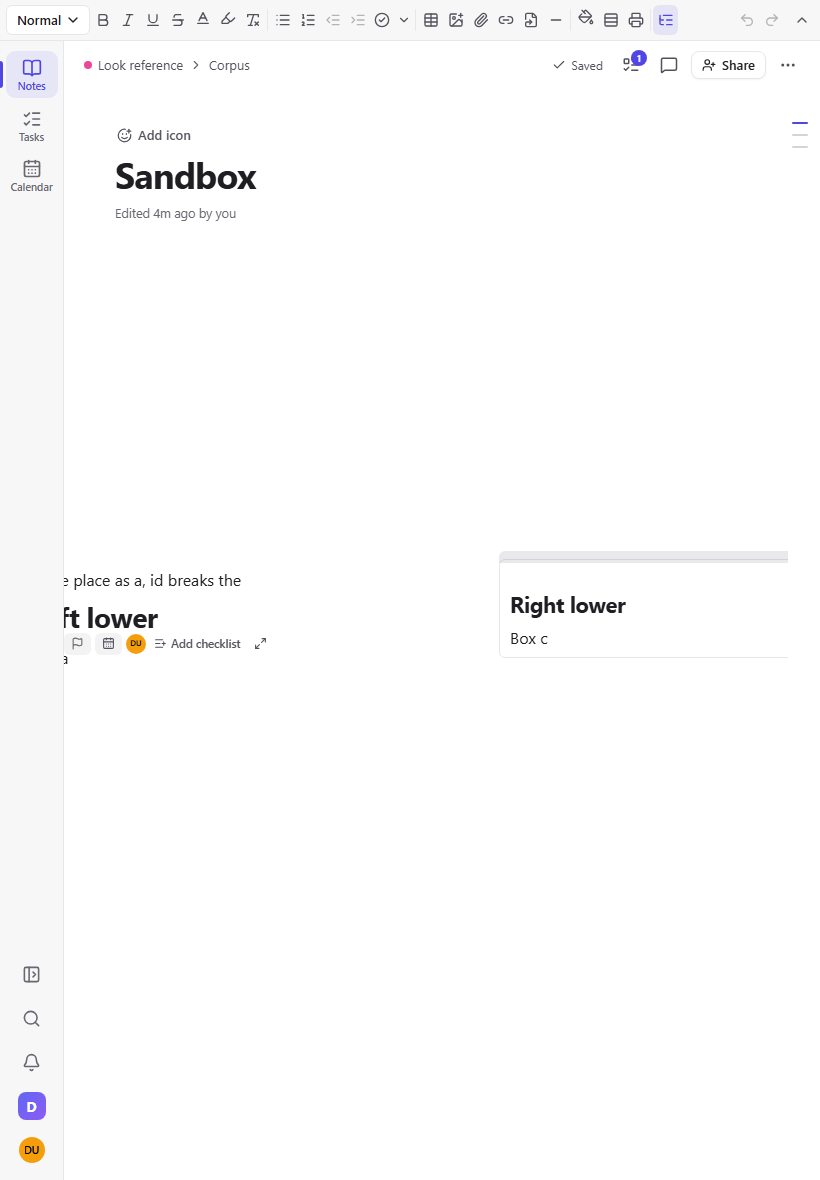 Normal
Look reference
Corpus
Saved
1
Share
Notes
Tasks
Calendar
Add icon
Sandbox
Edited 4m ago by you
e place as a, id breaks the
ft lower
DU
Add checklist
a
Right lower
Box c
D
DU